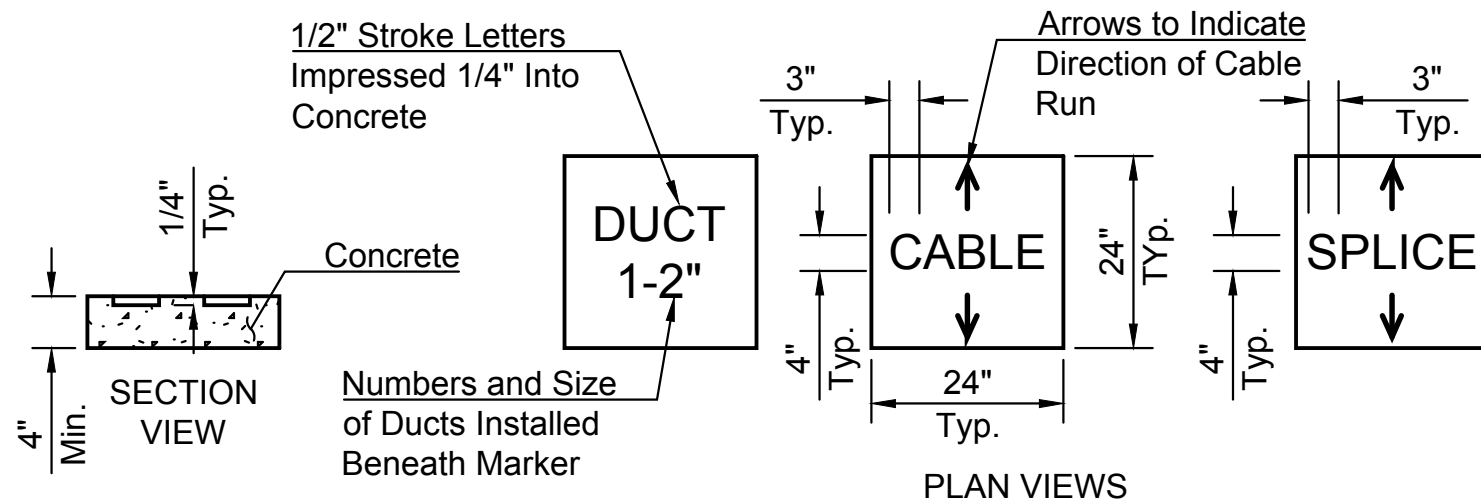 1/2" Stroke Letters
Impressed 1/4" Into
Concrete
Arrows to Indicate
Direction of Cable
Run
3"
Typ.
3"
Typ.
1/4"
Typ.
Concrete
DUCT
1-2"
CABLE
SPLICE
24"
TYp.
4"
Typ.
4"
Typ.
24"
Typ.
4"
Min.
SECTION
VIEW
Numbers and Size
of Ducts Installed
Beneath Marker
PLAN VIEWS